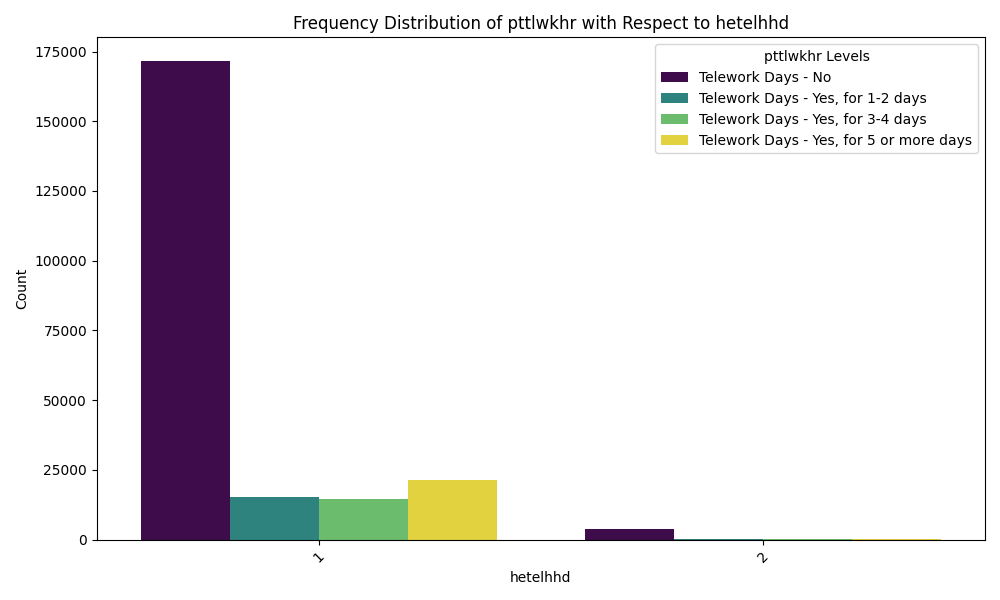 Frequency Distribution of pttlwkhr with Respect to hetelhhd
pttlwkhr Levels
Telework Days - No
Telework Days - Yes, for 1-2 days
Telework Days - Yes, for 3-4 days
Telework Days - Yes, for 5 or more days
Count
175000
150000
125000
100000
75000
50000
25000
0
1
2
hetelhhd